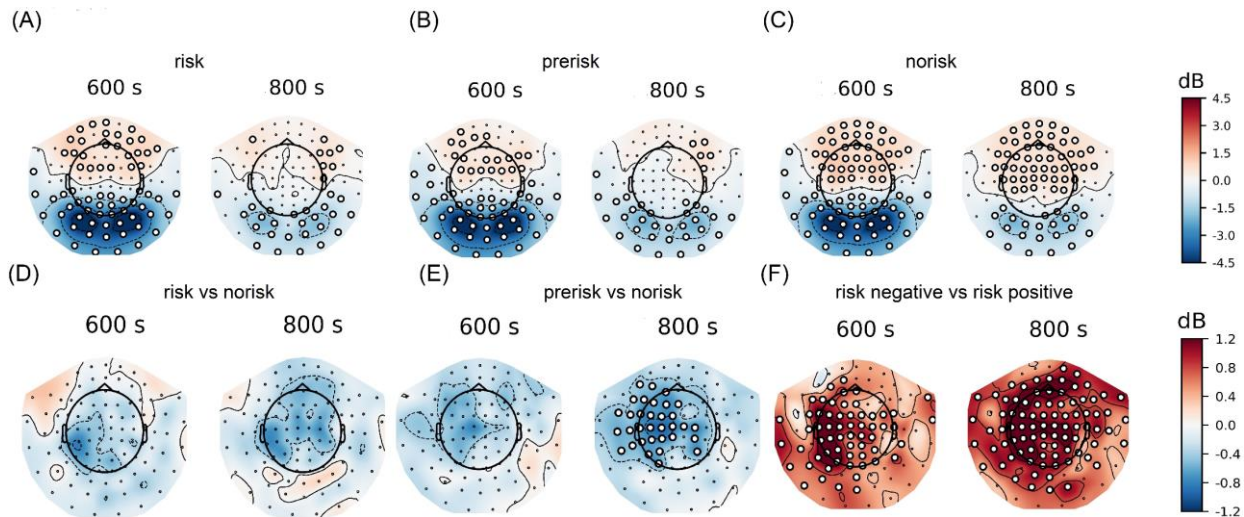 (A) (B) (C)
risk prerisk norisk
600 s 800 s 600 s 800 s 600 s 800 s
dB
4.5
3.0
1.5
0.0
-1.5
-3.0
-4.5
(D) (E) (F)
risk vs norisk prerisk vs norisk risk negative vs risk positive
600 s 800 s 600 s 800 s 600 s 800 s
dB
1.2
0.8
0.4
0.0
-0.4
-0.8
-1.2